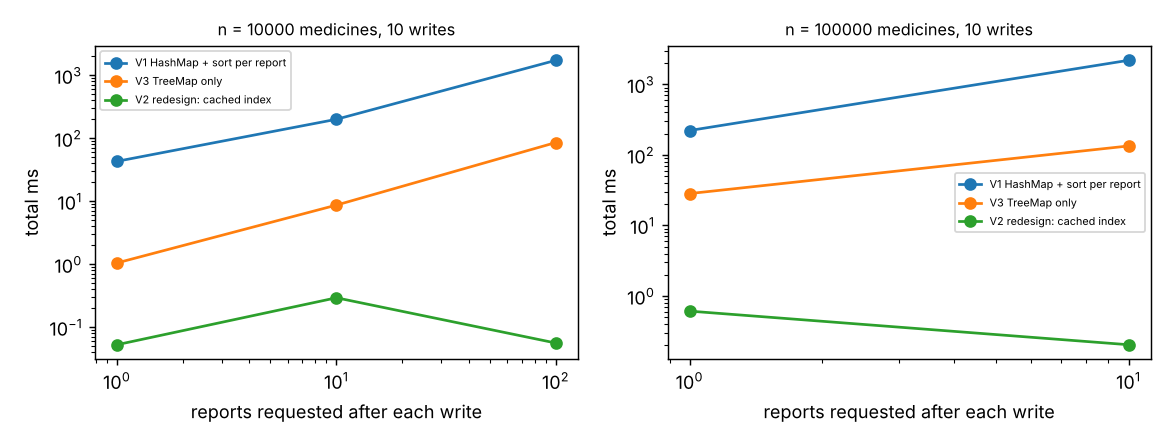 n = 10000 medicines, 10 writes
V1 HashMap + sort per report
V3 TreeMap only
V2 redesign: cached index
total ms
10³
10²
10¹
10⁰
10⁻¹
10⁰ 10¹ 10²
reports requested after each write
n = 100000 medicines, 10 writes
V1 HashMap + sort per report
V3 TreeMap only
V2 redesign: cached index
total ms
10³
10²
10¹
10⁰
10⁰ 10¹
reports requested after each write